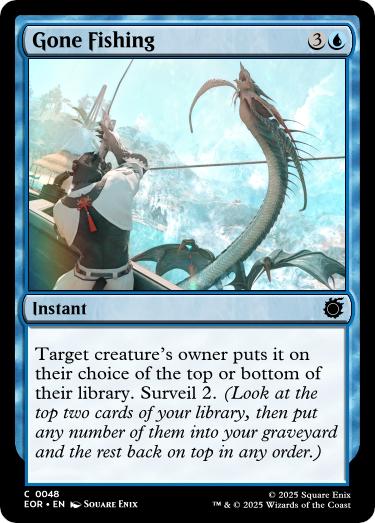 Gone Fishing 3
Instant
Target creature's owner puts it on
their choice of the top or bottom of
their library. Surveil 2. (Look at the
top two cards of your library, then put
any number of them into your graveyard
and the rest back on top in any order.)
C 0048
EOR • EN Square Enix
© 2025 Square Enix
™ & © 2025 Wizards of the Coast